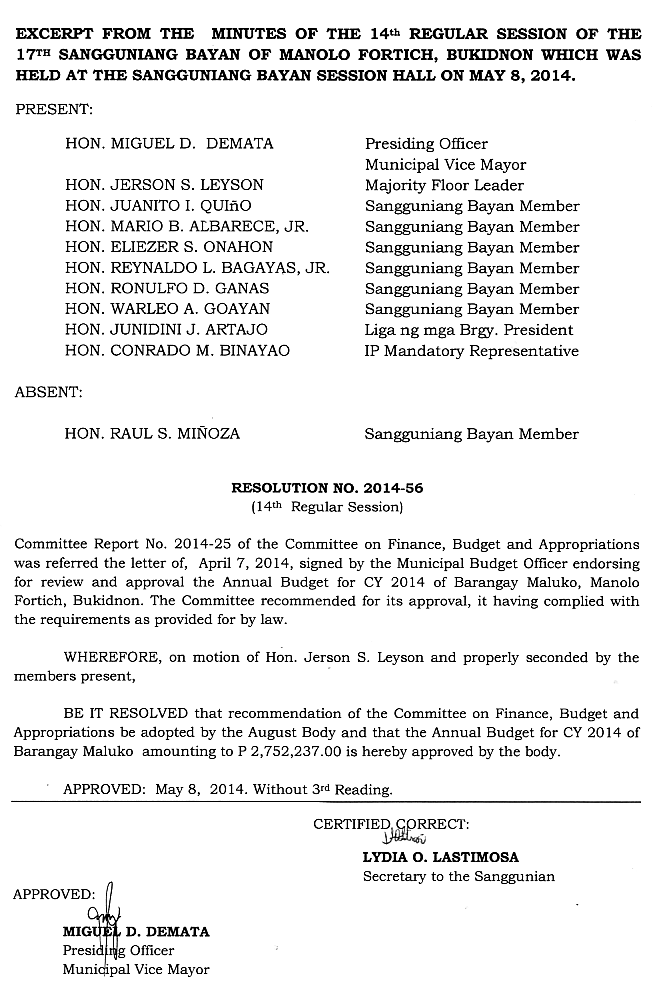 EXCERPT FROM THE MINUTES OF THE 14th REGULAR SESSION OF THE
17TH SANGGUNIANG BAYAN OF MANOLO FORTICH, BUKIDNON WHICH WAS
HELD AT THE SANGGUNIANG BAYAN SESSION HALL ON MAY 8, 2014.
PRESENT:
HON. MIGUEL D. DEMATA Presiding Officer
Municipal Vice Mayor
HON. JERSON S. LEYSON Majority Floor Leader
HON. JUANITO I. QUIñO Sangguniang Bayan Member
HON. MARIO B. ALBARECE, JR. Sangguniang Bayan Member
HON. ELIEZER S. ONAHON Sangguniang Bayan Member
HON. REYNALDO L. BAGAYAS, JR. Sangguniang Bayan Member
HON. RONULFO D. GANAS Sangguniang Bayan Member
HON. WARLEO A. GOAYAN Sangguniang Bayan Member
HON. JUNIDINI J. ARTAJO Liga ng mga Brgy. President
HON. CONRADO M. BINAYAO IP Mandatory Representative
ABSENT:
HON. RAUL S. MIÑOZA Sangguniang Bayan Member
RESOLUTION NO. 2014-56
(14th Regular Session)
Committee Report No. 2014-25 of the Committee on Finance, Budget and Appropriations
was referred the letter of, April 7, 2014, signed by the Municipal Budget Officer endorsing
for review and approval the Annual Budget for CY 2014 of Barangay Maluko, Manolo
Fortich, Bukidnon. The Committee recommended for its approval, it having complied with
the requirements as provided for by law.
WHEREFORE, on motion of Hon. Jerson S. Leyson and properly seconded by the
members present,
BE IT RESOLVED that recommendation of the Committee on Finance, Budget and
Appropriations be adopted by the August Body and that the Annual Budget for CY 2014 of
Barangay Maluko amounting to P 2,752,237.00 is hereby approved by the body.
APPROVED: May 8, 2014. Without 3rd Reading.
CERTIFIED CORRECT:
LYDIA O. LASTIMOSA
Secretary to the Sanggunian
APPROVED:
MIGUEL D. DEMATA
Presiding Officer
Municipal Vice Mayor